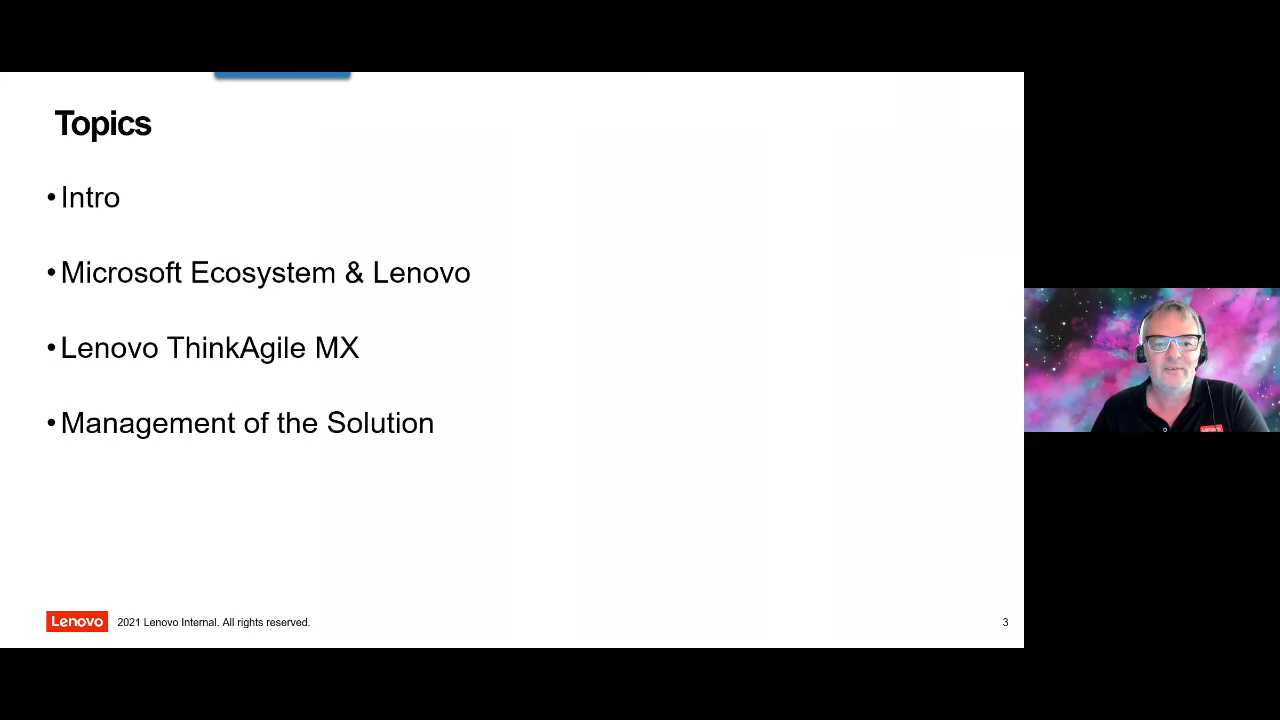 Topics
• Intro
• Microsoft Ecosystem & Lenovo
• Lenovo ThinkAgile MX
• Management of the Solution
Lenovo 2021 Lenovo Internal. All rights reserved. 3
Lenovo